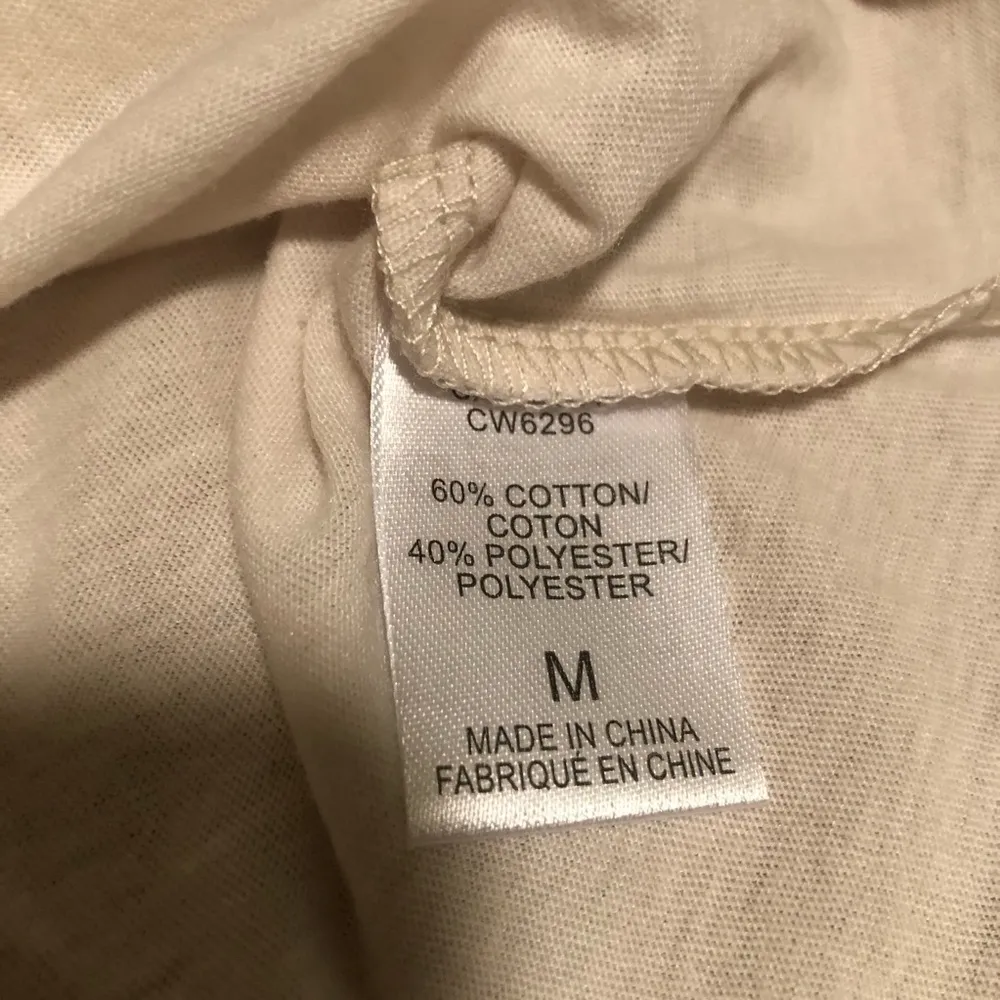 CW6296
60% COTTON/
COTON
40% POLYESTER/
POLYESTER
M
MADE IN CHINA
FABRIQUÉ EN CHINE